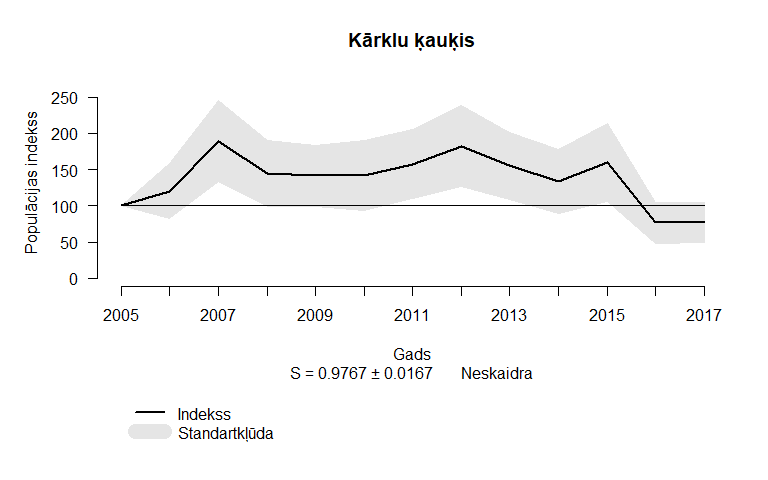 Kārklu ķauķis
Populācijas indekss
250
200
150
100
50
0
2005 2007 2009 2011 2013 2015 2017
Gads
S = 0.9767 ± 0.0167 Neskaidra
Indekss
Standartkļūda